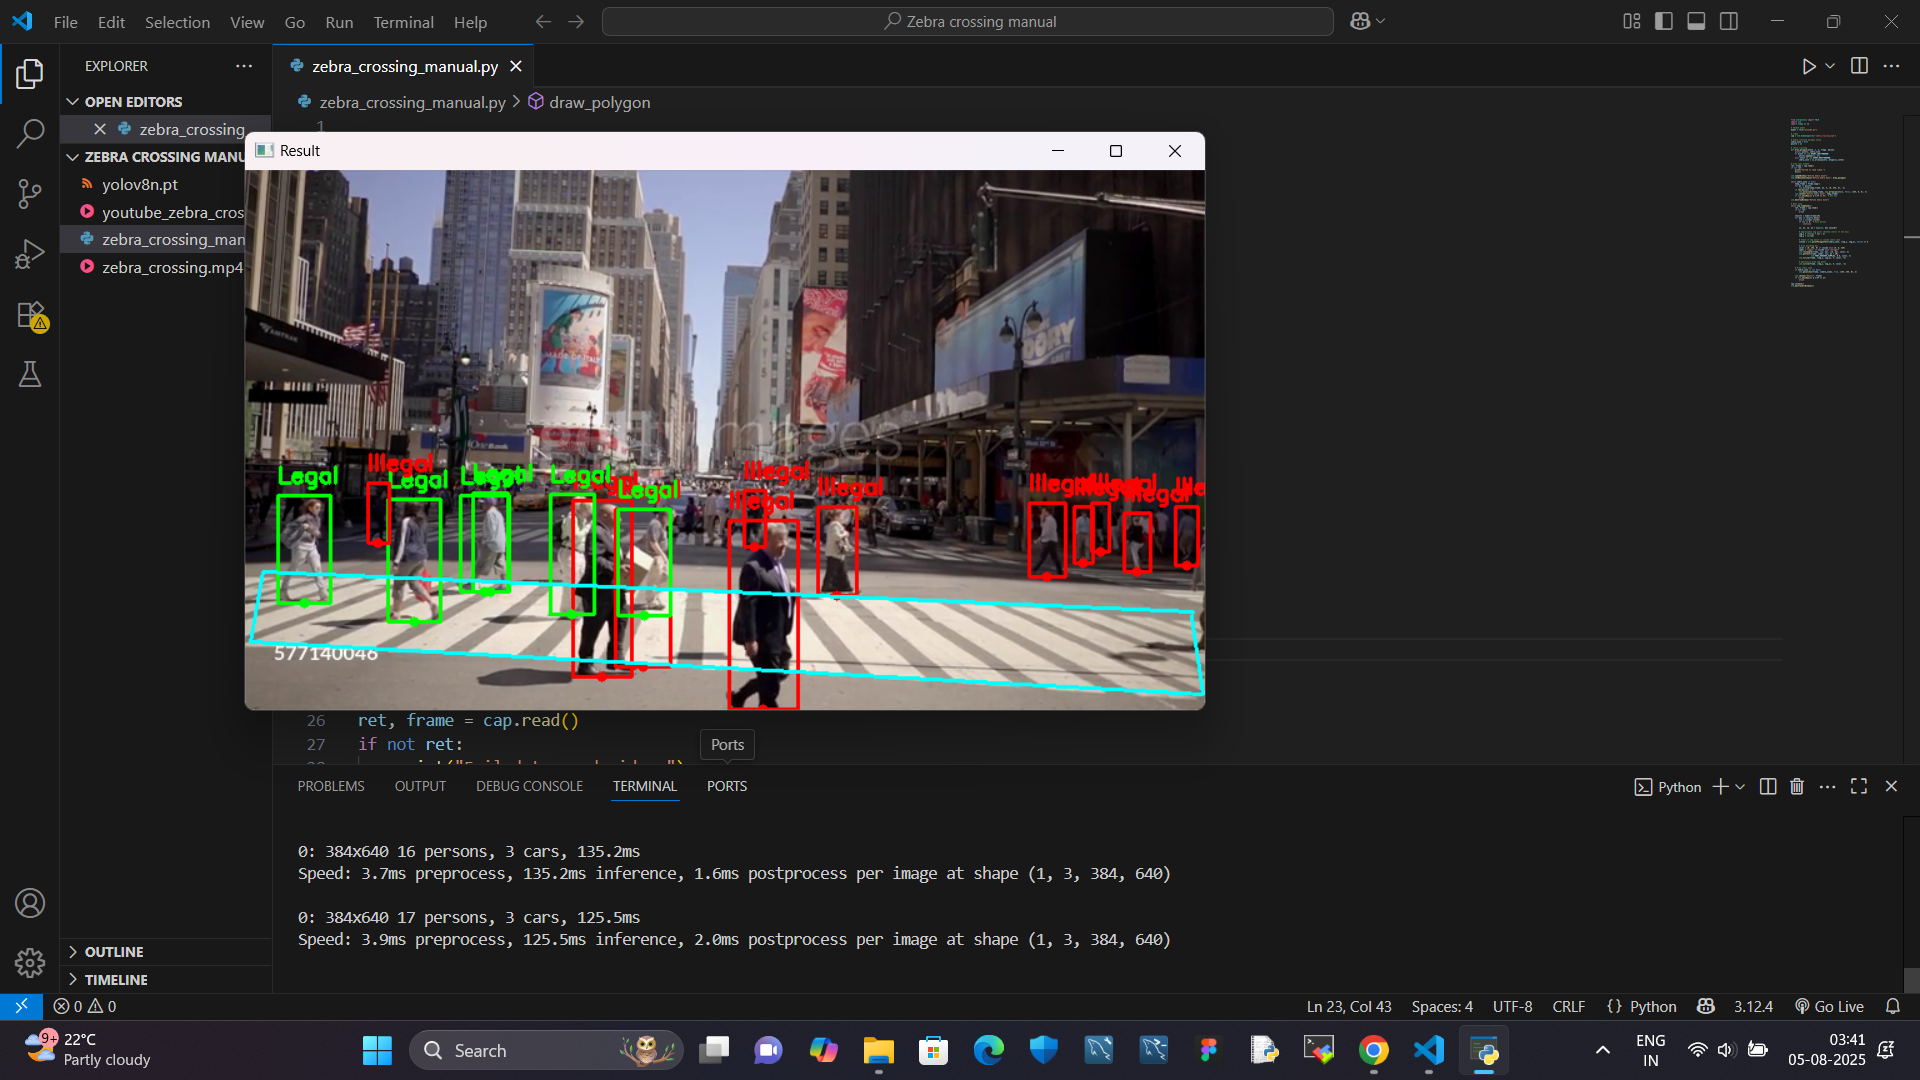 File Edit Selection View Go Run Terminal Help
Zebra crossing manual
EXPLORER
zebra_crossing_manual.py
OPEN EDITORS
zebra_crossing_manual.py > draw_polygon
zebra_crossing
1
ZEBRA CROSSING MANU
Result
yolov8n.pt
youtube_zebra_cros
zebra_crossing_man
zebra_crossing.mp4
MADE OF ITALY
DORY
images
Illegal Illegal
Legal Legal Legal Legal Legal Legal Illegal Illegal Illegal Illegal Illegal
577140046
26 ret, frame = cap.read()
27 if not ret:
Ports
PROBLEMS OUTPUT DEBUG CONSOLE TERMINAL PORTS
Python
0: 384x640 16 persons, 3 cars, 135.2ms
Speed: 3.7ms preprocess, 135.2ms inference, 1.6ms postprocess per image at shape (1, 3, 384, 640)
0: 384x640 17 persons, 3 cars, 125.5ms
Speed: 3.9ms preprocess, 125.5ms inference, 2.0ms postprocess per image at shape (1, 3, 384, 640)
OUTLINE
TIMELINE
0 0
Ln 23, Col 43 Spaces: 4 UTF-8 CRLF {} Python 3.12.4 Go Live
9+ 22°C
Partly cloudy
Search
ENG
IN
03:41
05-08-2025